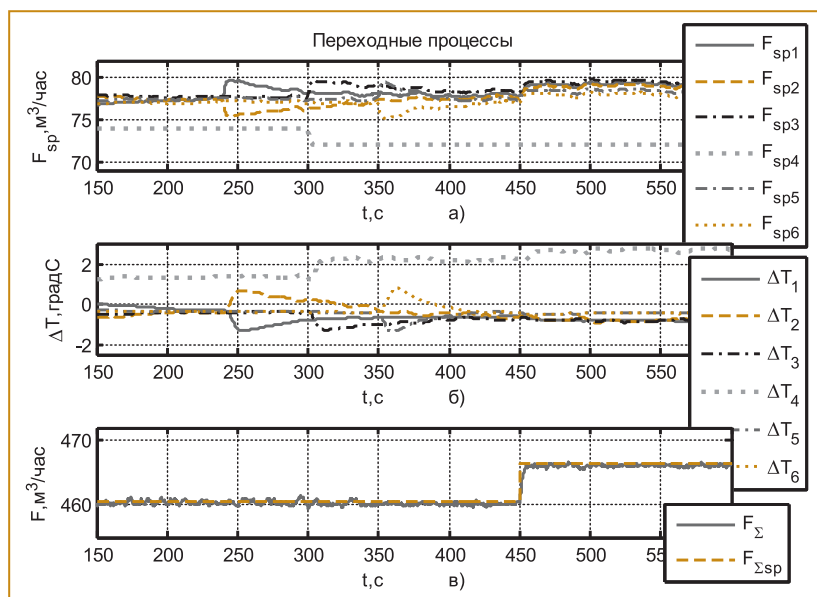 Переходные процессы
F_sp, м³/час
80
75
70
150 200 250 300 350 400 450 500 550
t,c а)
F_sp1
F_sp2
F_sp3
F_sp4
F_sp5
F_sp6
ΔT,градС
2
0
-2
150 200 250 300 350 400 450 500 550
t,c б)
ΔT_1
ΔT_2
ΔT_3
ΔT_4
ΔT_5
ΔT_6
F,м³/час
470
460
150 200 250 300 350 400 450 500 550
t,c в)
F_Σ
F_Σsp